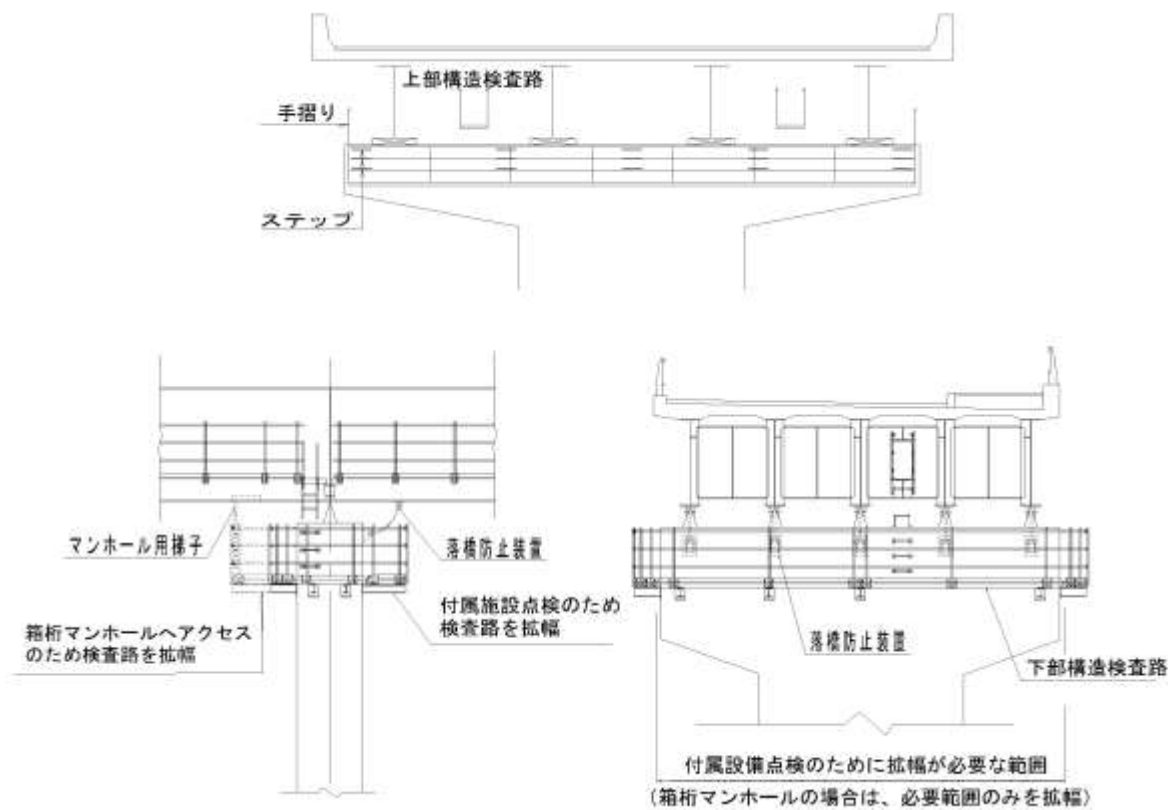 上部構造検査路
手摺り
ステップ
マンホール用梯子
落橋防止装置
箱桁マンホールへアクセス
のため検査路を拡幅
付属施設点検のため
検査路を拡幅
落橋防止装置
下部構造検査路
付属設備点検のために拡幅が必要な範囲
(箱桁マンホールの場合は、必要範囲のみを拡幅)